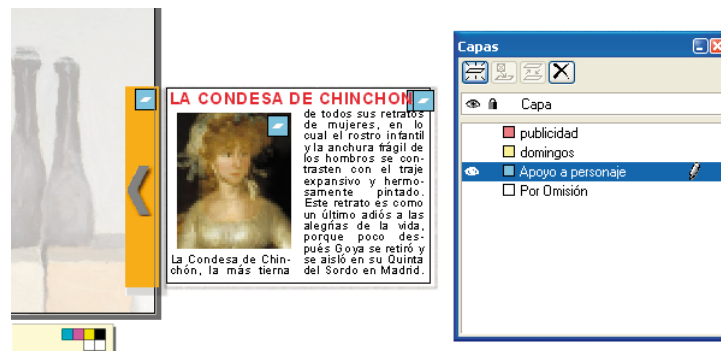 LA CONDESA DE CHINCHON
La Condesa de Chin-
chón, la más tierna
de todos sus retratos
de mujeres, en lo
cual el rostro infantil
y la anchura frágil de
los hombros se con-
trasten con el traje
expansivo y hermo-
samente pintado.
Este retrato es como
un último adiós a las
alegrías de la vida,
porque poco des-
pués Goya se retiró y
se aisló en su Quinta
del Sordo en Madrid.
Capas
Capa
publicidad
domingos
Apoyo a personaje
Por Omisión